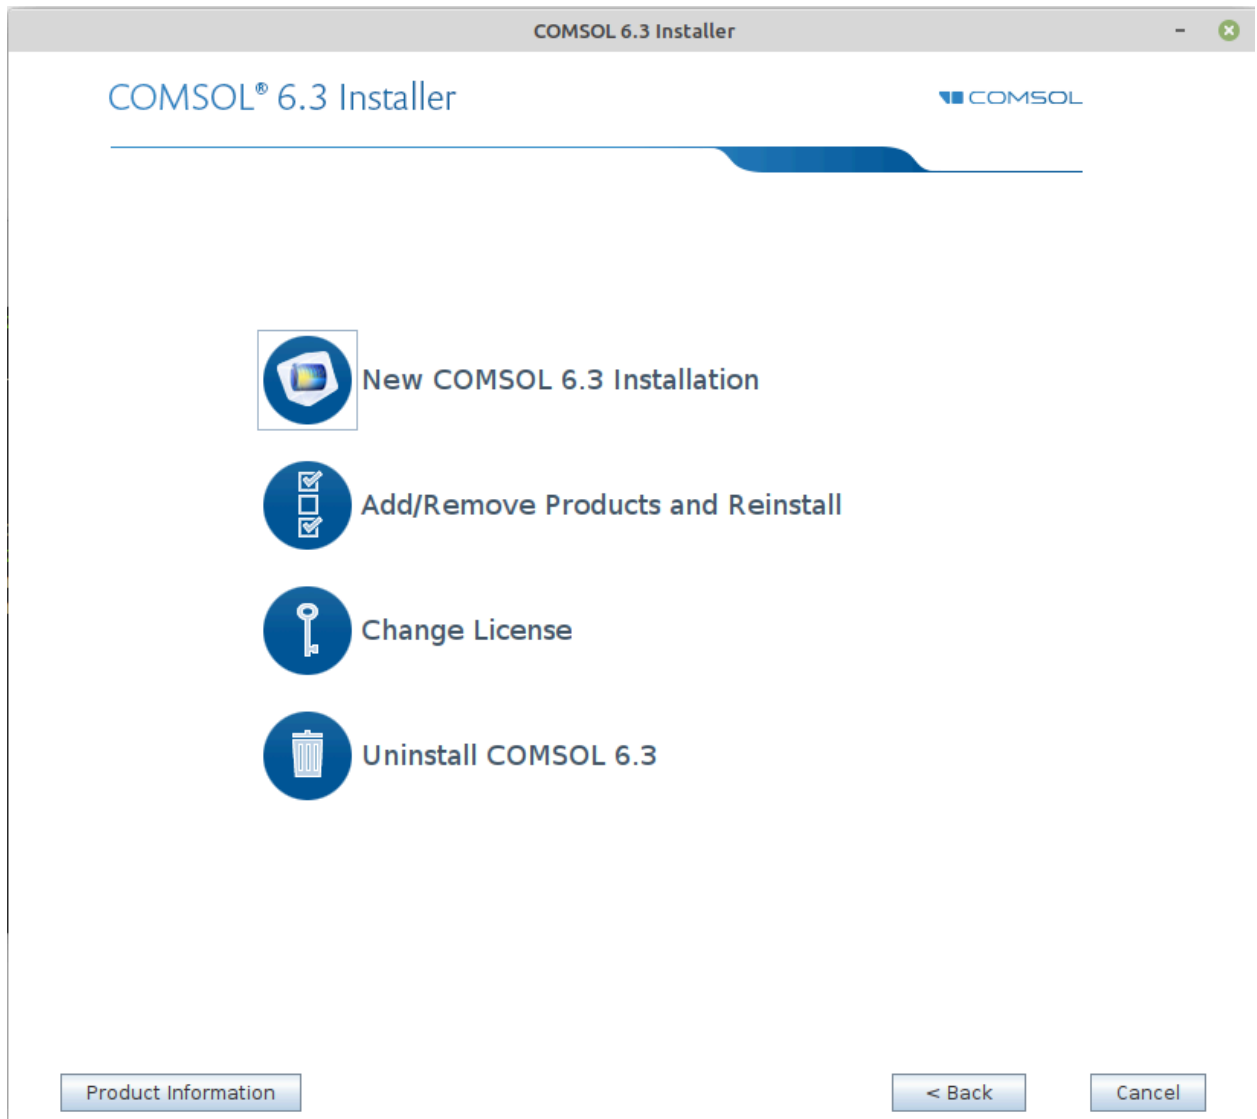 COMSOL 6.3 Installer
COMSOL® 6.3 Installer
COMSOL
New COMSOL 6.3 Installation
Add/Remove Products and Reinstall
Change License
Uninstall COMSOL 6.3
Product Information
< Back
Cancel